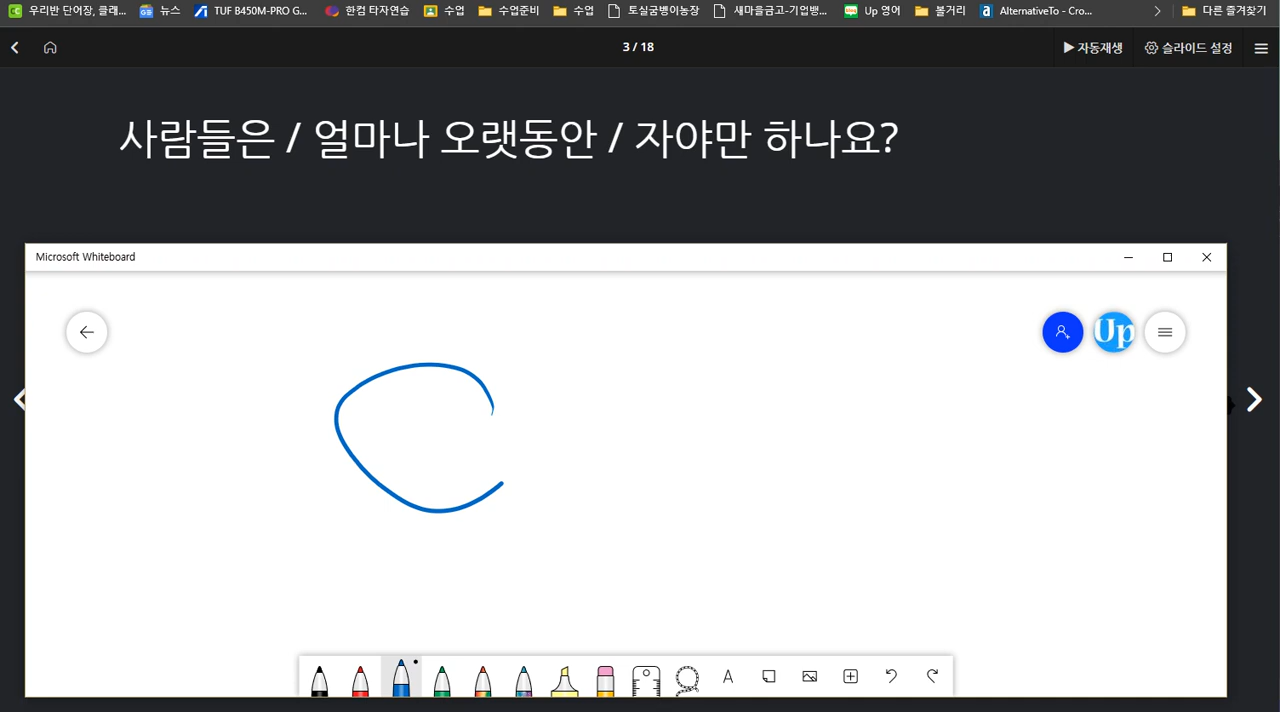 우리반 단어장, 클래... 뉴스 TUF B450M-PRO G... 한컴 타자연습 수업 수업준비 수업 토실굼벵이농장 새마을금고-기업뱅... Up 영어 볼거리 AlternativeTo - Cro... 다른 즐겨찾기
3 / 18 자동재생 슬라이드 설정
사람들은 / 얼마나 오랫동안 / 자야만 하나요?
Microsoft Whiteboard
Up
A